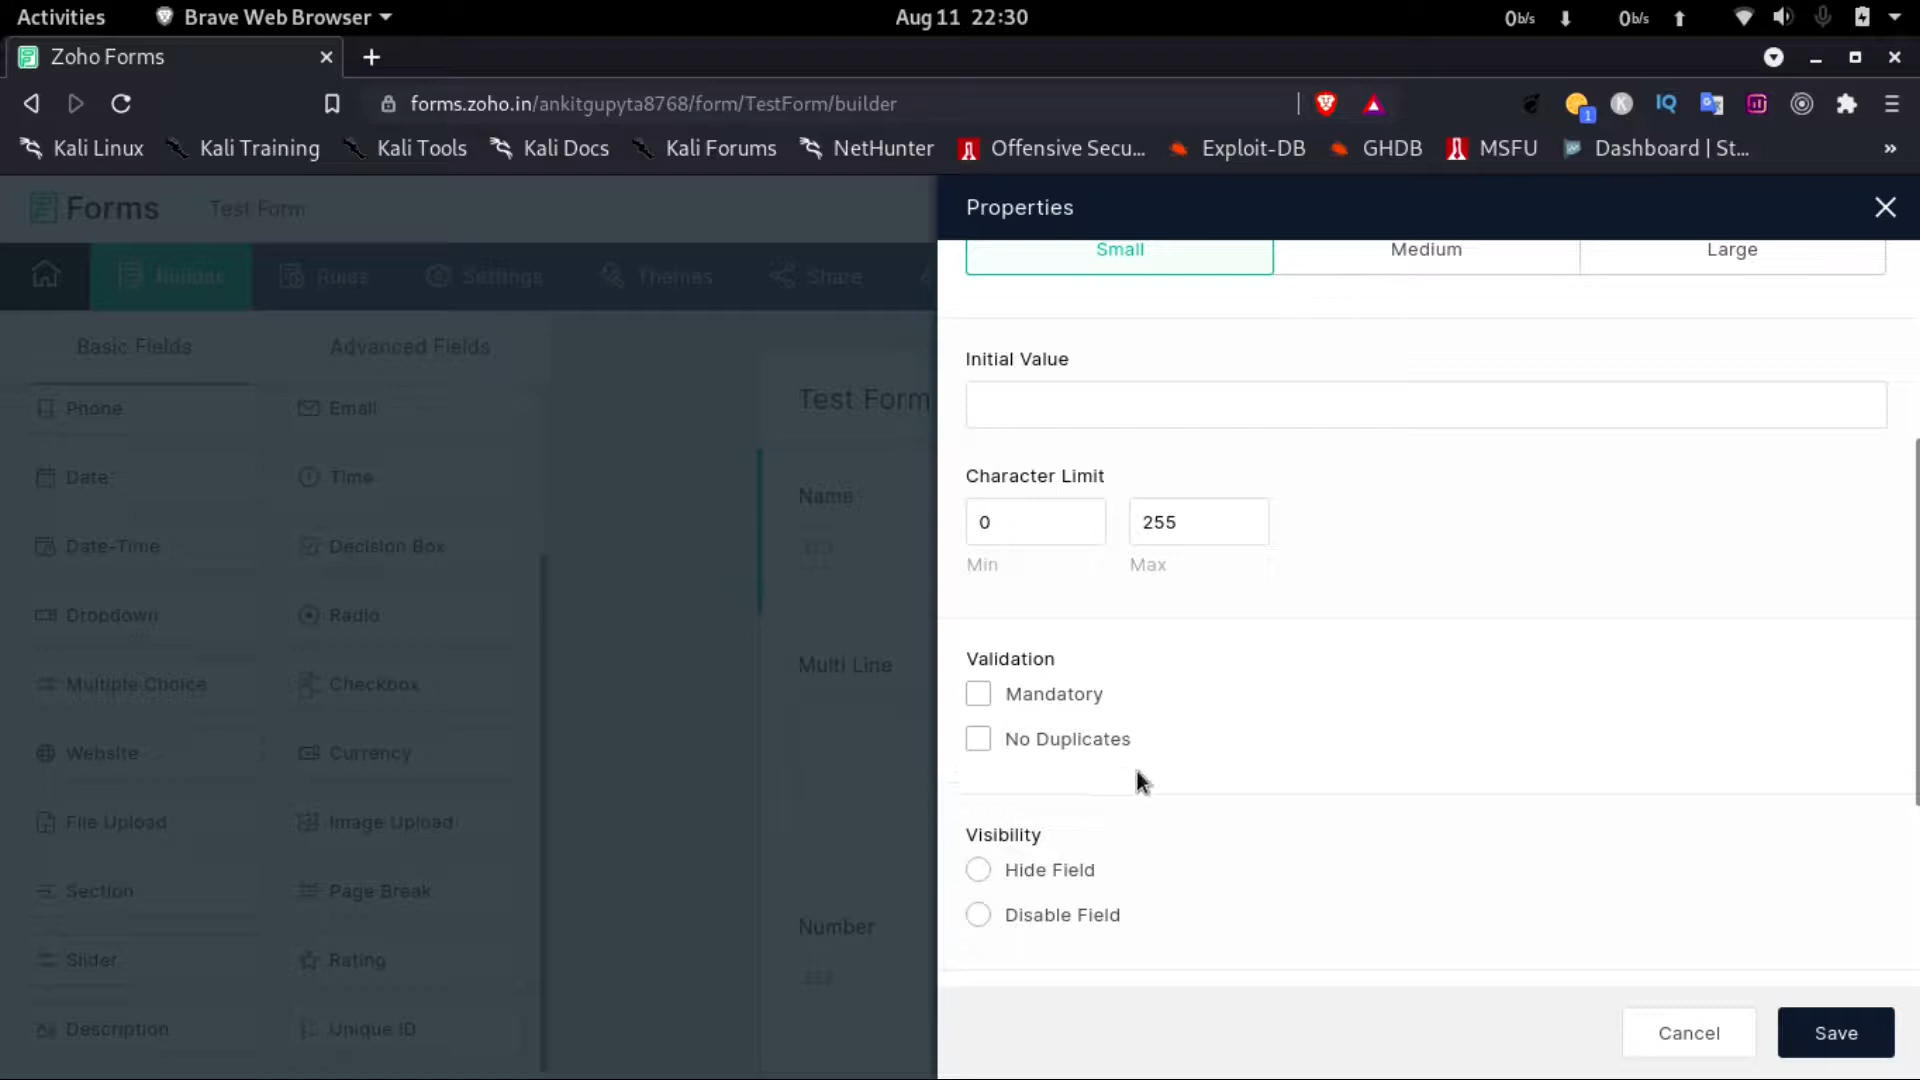 Activities Brave Web Browser Aug 11 22:30 0b/s 0b/s
Zoho Forms
forms.zoho.in/ankitgupyta8768/form/TestForm/builder 1
Kali Linux Kali Training Kali Tools Kali Docs Kali Forums NetHunter Offensive Secu... Exploit-DB GHDB MSFU Dashboard | St... »
Forms Test Form
Properties
Small Medium Large
Builder Rules Settings Themes Share
Basic Fields Advanced Fields
Phone Email
Date Time
Date-Time Decision Box
Dropdown Radio
Multiple Choice Checkbox
Website Currency
File Upload Image Upload
Section Page Break
Slider Rating
Description Unique ID
Test Form
Name
Multi Line
Number
Initial Value
Character Limit
0 255
Min Max
Validation
Mandatory
No Duplicates
Visibility
Hide Field
Disable Field
Cancel Save